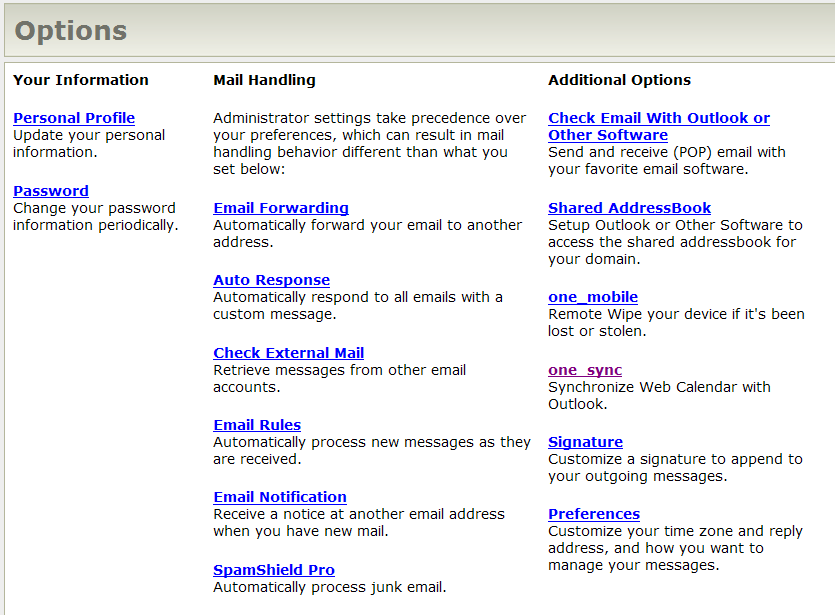 Options
Your Information
Personal Profile
Update your personal
information.
Password
Change your password
information periodically.
Mail Handling
Administrator settings take precedence over
your preferences, which can result in mail
handling behavior different than what you
set below:
Email Forwarding
Automatically forward your email to another
address.
Auto Response
Automatically respond to all emails with a
custom message.
Check External Mail
Retrieve messages from other email
accounts.
Email Rules
Automatically process new messages as they
are received.
Email Notification
Receive a notice at another email address
when you have new mail.
SpamShield Pro
Automatically process junk email.
Additional Options
Check Email With Outlook or
Other Software
Send and receive (POP) email with
your favorite email software.
Shared AddressBook
Setup Outlook or Other Software to
access the shared addressbook for
your domain.
one_mobile
Remote Wipe your device if it's been
lost or stolen.
one_sync
Synchronize Web Calendar with
Outlook.
Signature
Customize a signature to append to
your outgoing messages.
Preferences
Customize your time zone and reply
address, and how you want to
manage your messages.